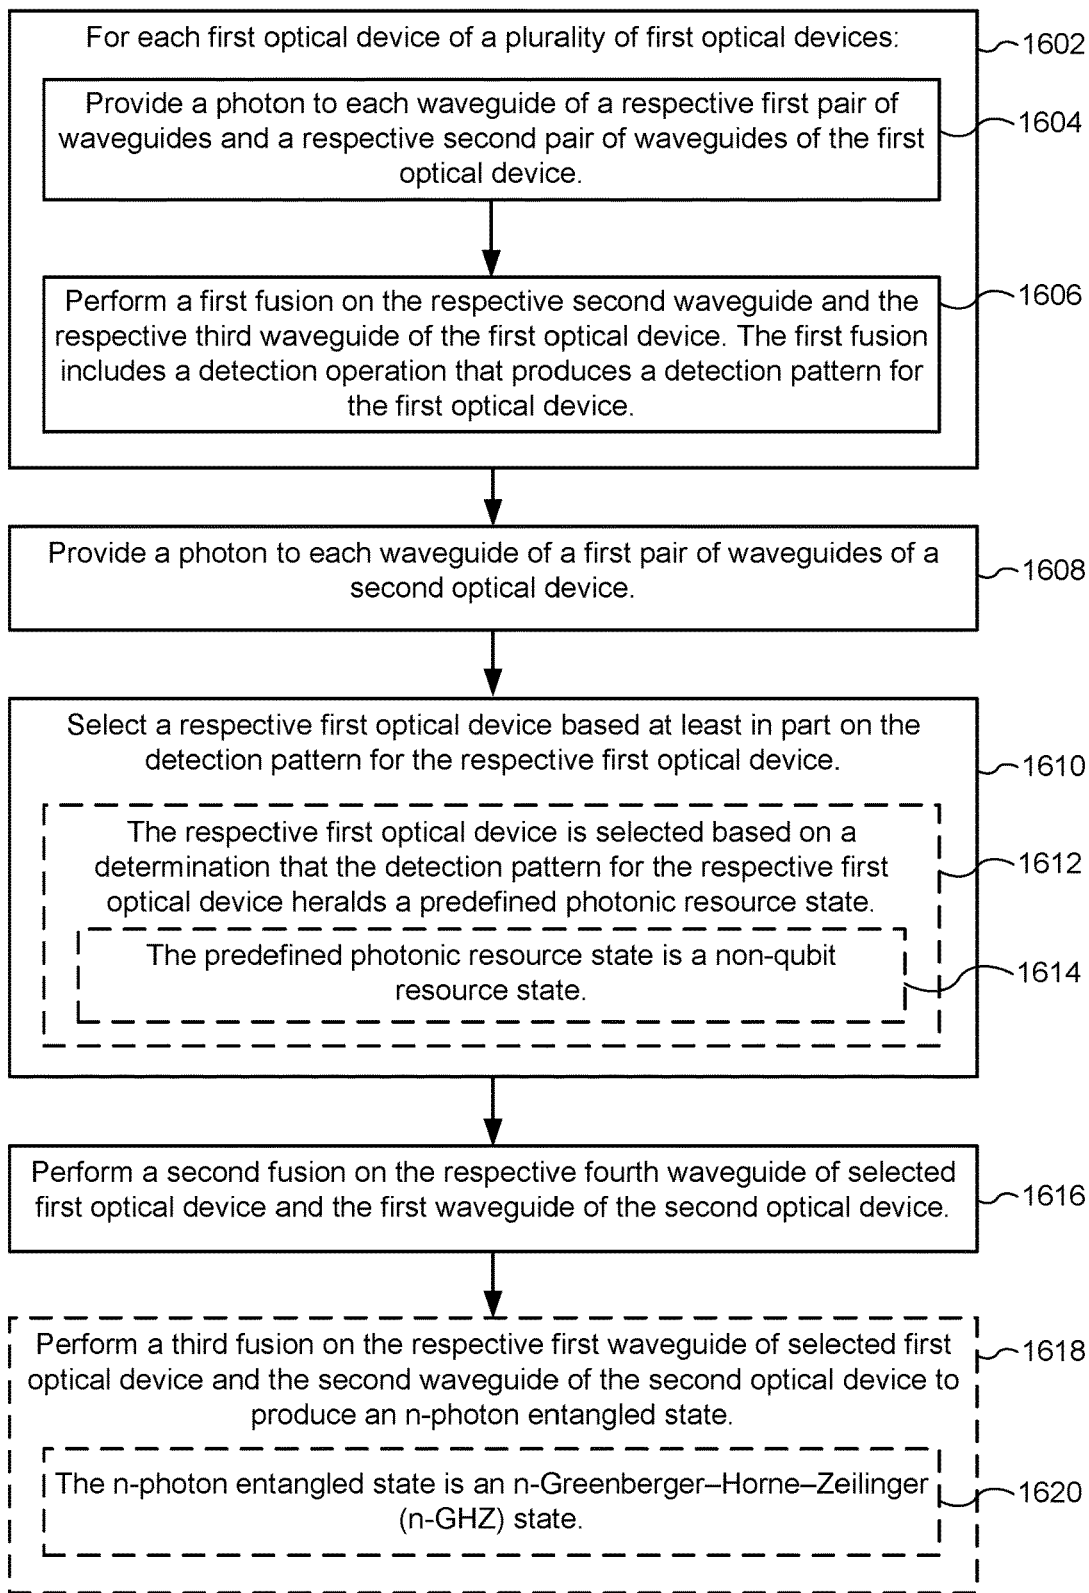 For each first optical device of a plurality of first optical devices:
1602
Provide a photon to each waveguide of a respective first pair of
waveguides and a respective second pair of waveguides of the first
optical device.
1604
Perform a first fusion on the respective second waveguide and the
respective third waveguide of the first optical device. The first fusion
includes a detection operation that produces a detection pattern for
the first optical device.
1606
Provide a photon to each waveguide of a first pair of waveguides of a
second optical device.
1608
Select a respective first optical device based at least in part on the
detection pattern for the respective first optical device.
1610
The respective first optical device is selected based on a
determination that the detection pattern for the respective first
optical device heralds a predefined photonic resource state.
1612
The predefined photonic resource state is a non-qubit
resource state.
1614
Perform a second fusion on the respective fourth waveguide of selected
first optical device and the first waveguide of the second optical device.
1616
Perform a third fusion on the respective first waveguide of selected first
optical device and the second waveguide of the second optical device to
produce an n-photon entangled state.
1618
The n-photon entangled state is an n-Greenberger–Horne–Zeilinger
(n-GHZ) state.
1620